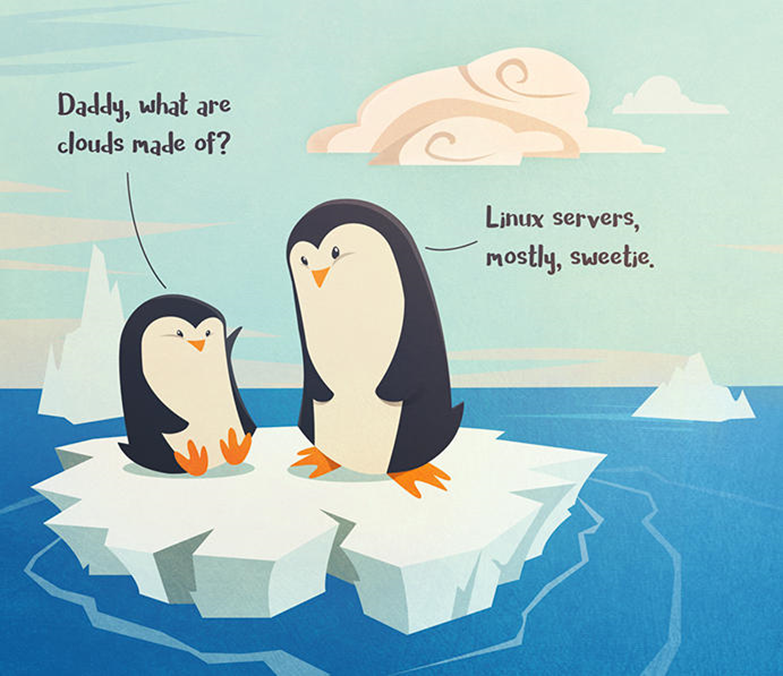 Daddy, what are
clouds made of?
Linux servers,
mostly, sweetie.